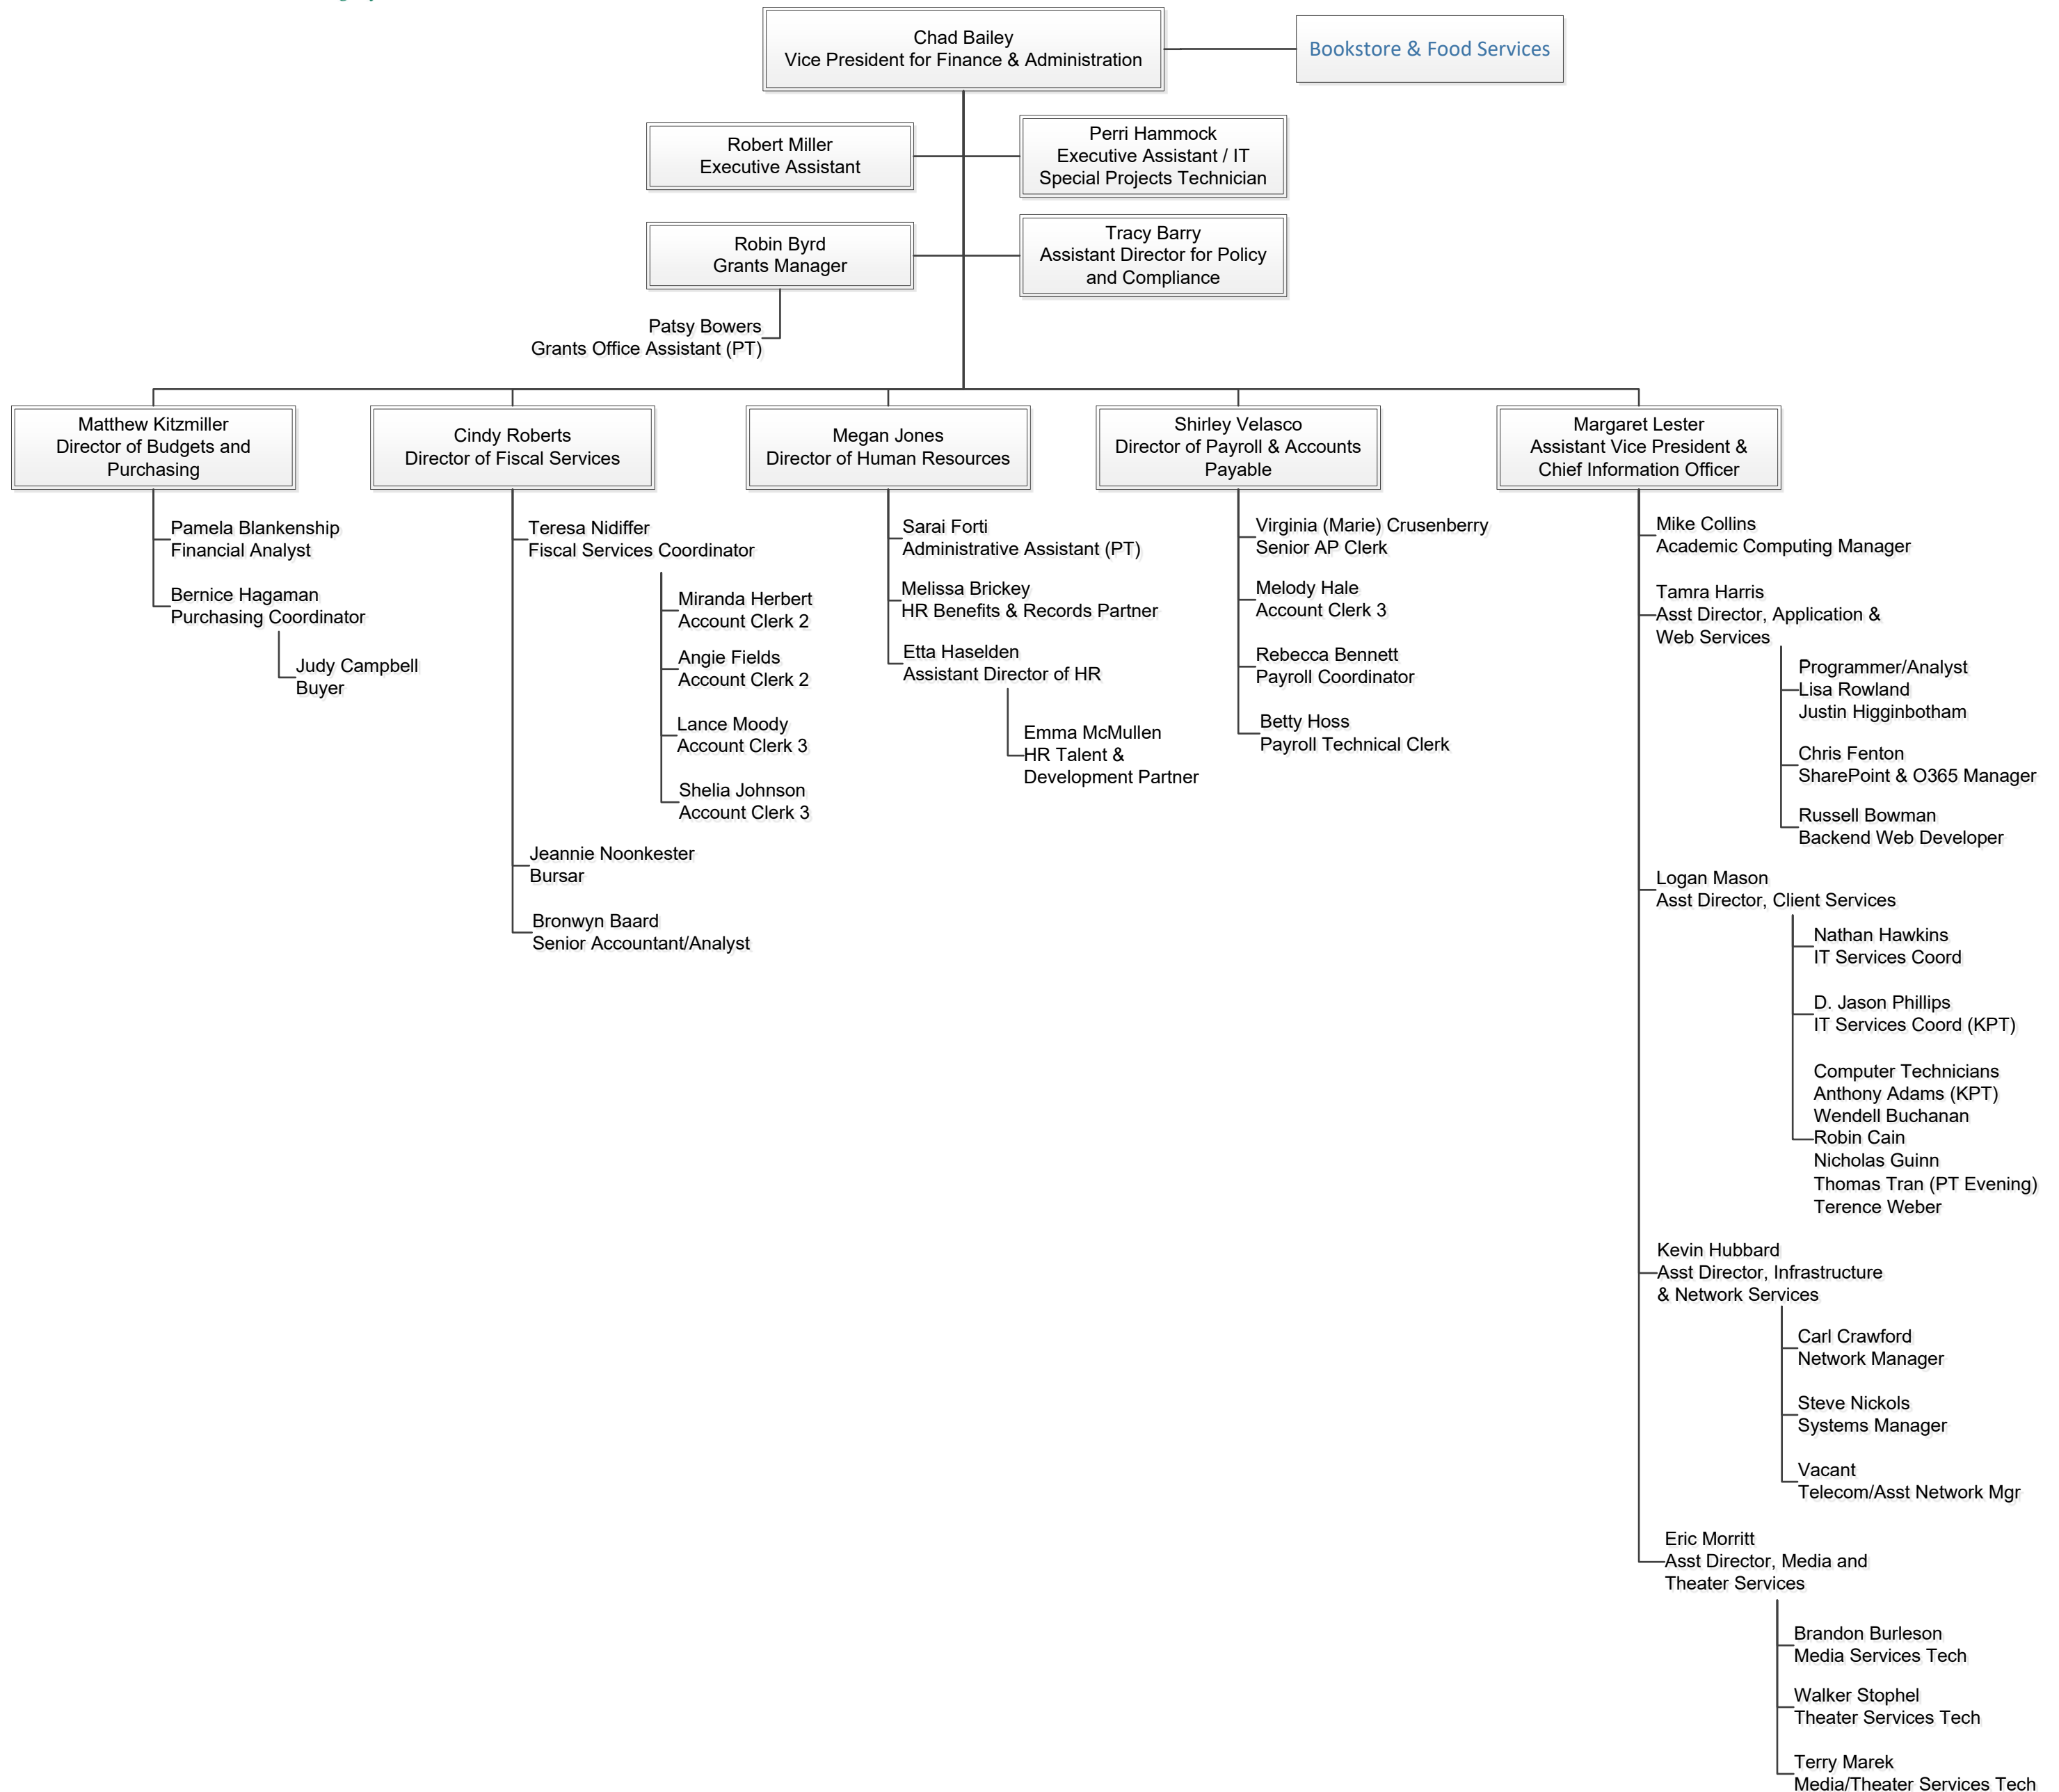 Chad Bailey
Vice President for Finance & Administration
Bookstore & Food Services
Robert Miller
Executive Assistant
Perri Hammock
Executive Assistant / IT
Special Projects Technician
Robin Byrd
Grants Manager
Tracy Barry
Assistant Director for Policy
and Compliance
Patsy Bowers
Grants Office Assistant (PT)
Matthew Kitzmiller
Director of Budgets and
Purchasing
Pamela Blankenship
Financial Analyst
Bernice Hagaman
Purchasing Coordinator
Judy Campbell
Buyer
Cindy Roberts
Director of Fiscal Services
Teresa Nidiffer
Fiscal Services Coordinator
Miranda Herbert
Account Clerk 2
Angie Fields
Account Clerk 2
Lance Moody
Account Clerk 3
Shelia Johnson
Account Clerk 3
Jeannie Noonkester
Bursar
Bronwyn Baard
Senior Accountant/Analyst
Megan Jones
Director of Human Resources
Sarai Forti
Administrative Assistant (PT)
Melissa Brickey
HR Benefits & Records Partner
Etta Haselden
Assistant Director of HR
Emma McMullen
HR Talent &
Development Partner
Shirley Velasco
Director of Payroll & Accounts
Payable
Virginia (Marie) Crusenberry
Senior AP Clerk
Melody Hale
Account Clerk 3
Rebecca Bennett
Payroll Coordinator
Betty Hoss
Payroll Technical Clerk
Margaret Lester
Assistant Vice President &
Chief Information Officer
Mike Collins
Academic Computing Manager
Tamra Harris
Asst Director, Application &
Web Services
Programmer/Analyst
Lisa Rowland
Justin Higginbotham
Chris Fenton
SharePoint & O365 Manager
Russell Bowman
Backend Web Developer
Logan Mason
Asst Director, Client Services
Nathan Hawkins
IT Services Coord
D. Jason Phillips
IT Services Coord (KPT)
Computer Technicians
Anthony Adams (KPT)
Wendell Buchanan
Robin Cain
Nicholas Guinn
Thomas Tran (PT Evening)
Terence Weber
Kevin Hubbard
Asst Director, Infrastructure
& Network Services
Carl Crawford
Network Manager
Steve Nickols
Systems Manager
Vacant
Telecom/Asst Network Mgr
Eric Morritt
Asst Director, Media and
Theater Services
Brandon Burleson
Media Services Tech
Walker Stophel
Theater Services Tech
Terry Marek
Media/Theater Services Tech